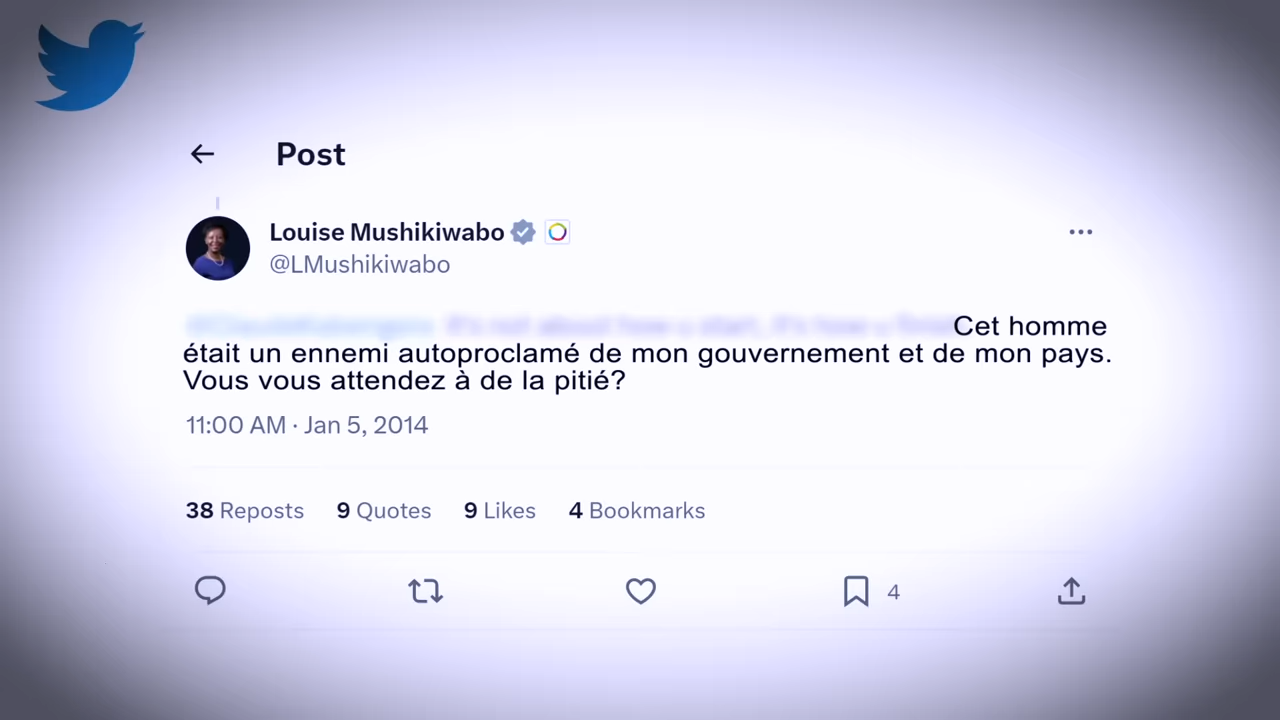 Post
Louise Mushikiwabo
@LMushikiwabo
Cet homme
était un ennemi autoproclamé de mon gouvernement et de mon pays.
Vous vous attendez à de la pitié?
11:00 AM · Jan 5, 2014
38 Reposts 9 Quotes 9 Likes 4 Bookmarks
4